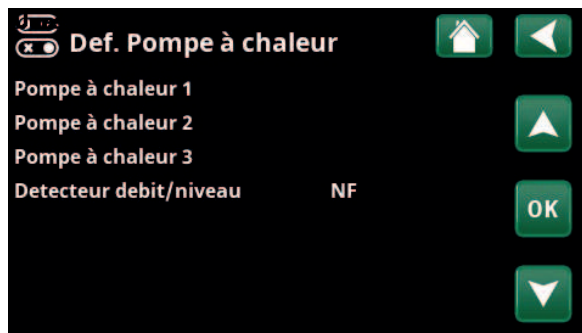 Def. Pompe à chaleur
Pompe à chaleur 1
Pompe à chaleur 2
Pompe à chaleur 3
Detecteur debit/niveau NF
OK